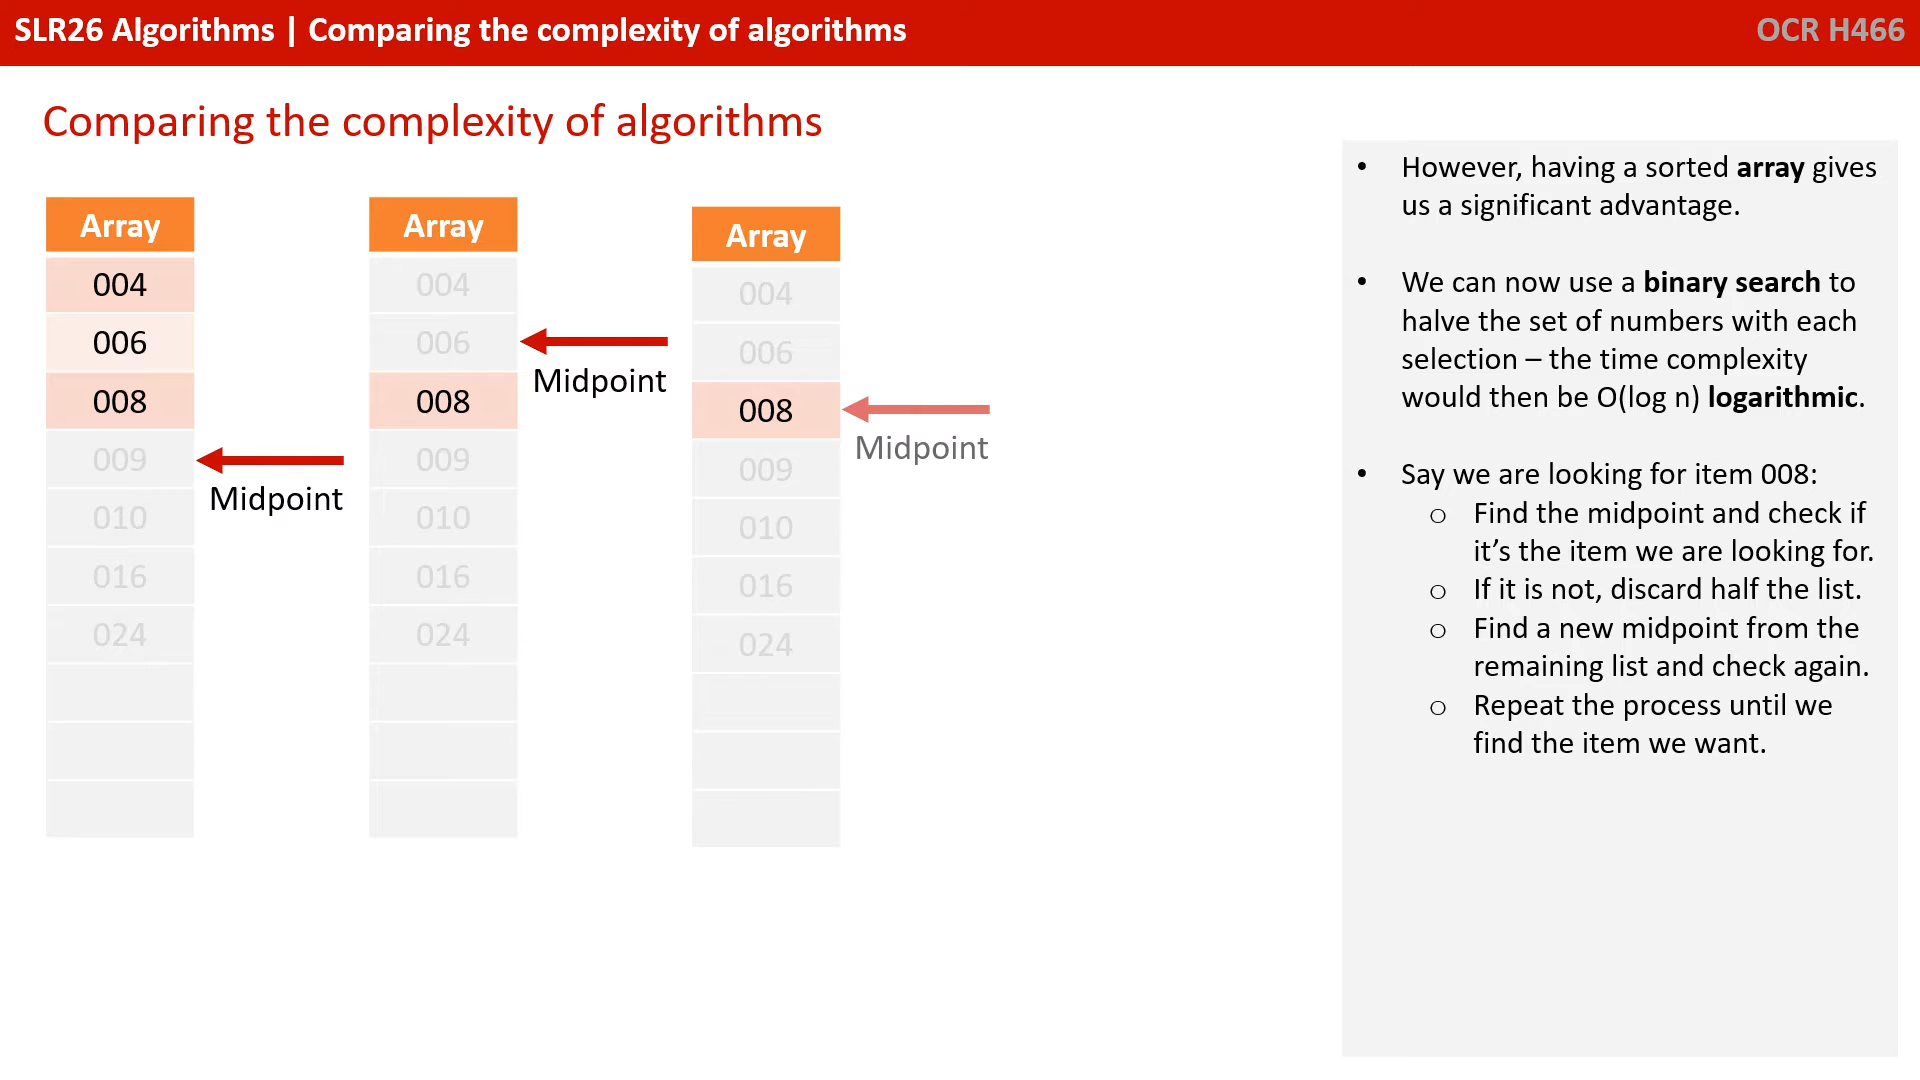 SLR26 Algorithms | Comparing the complexity of algorithms
OCR H466
Comparing the complexity of algorithms
Array
004
006
008
009
010
016
024
Midpoint
Array
004
006
008
009
010
016
024
Midpoint
Array
004
006
008
009
010
016
024
Midpoint
• However, having a sorted array gives
us a significant advantage.
• We can now use a binary search to
halve the set of numbers with each
selection – the time complexity
would then be O(log n) logarithmic.
• Say we are looking for item 008:
o Find the midpoint and check if
it’s the item we are looking for.
o If it is not, discard half the list.
o Find a new midpoint from the
remaining list and check again.
o Repeat the process until we
find the item we want.